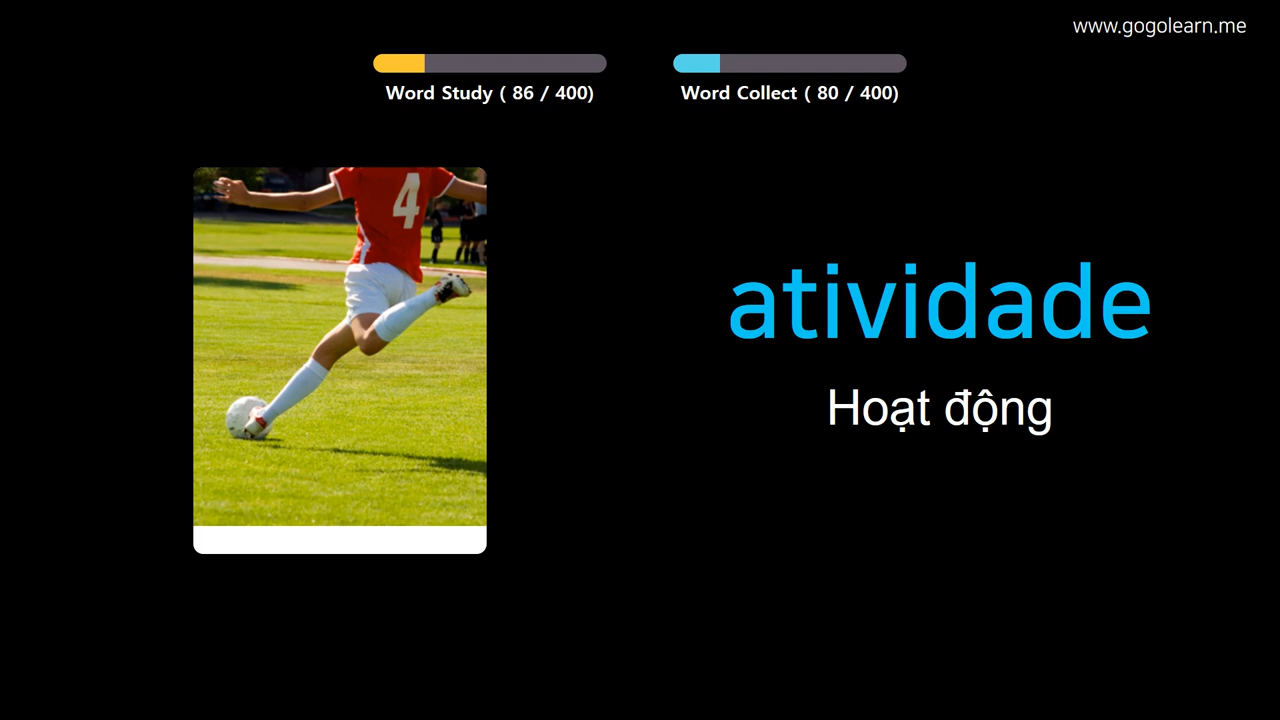 www.gogolearn.me
Word Study ( 86 / 400)
Word Collect ( 80 / 400)
4
atividade
Hoạt động